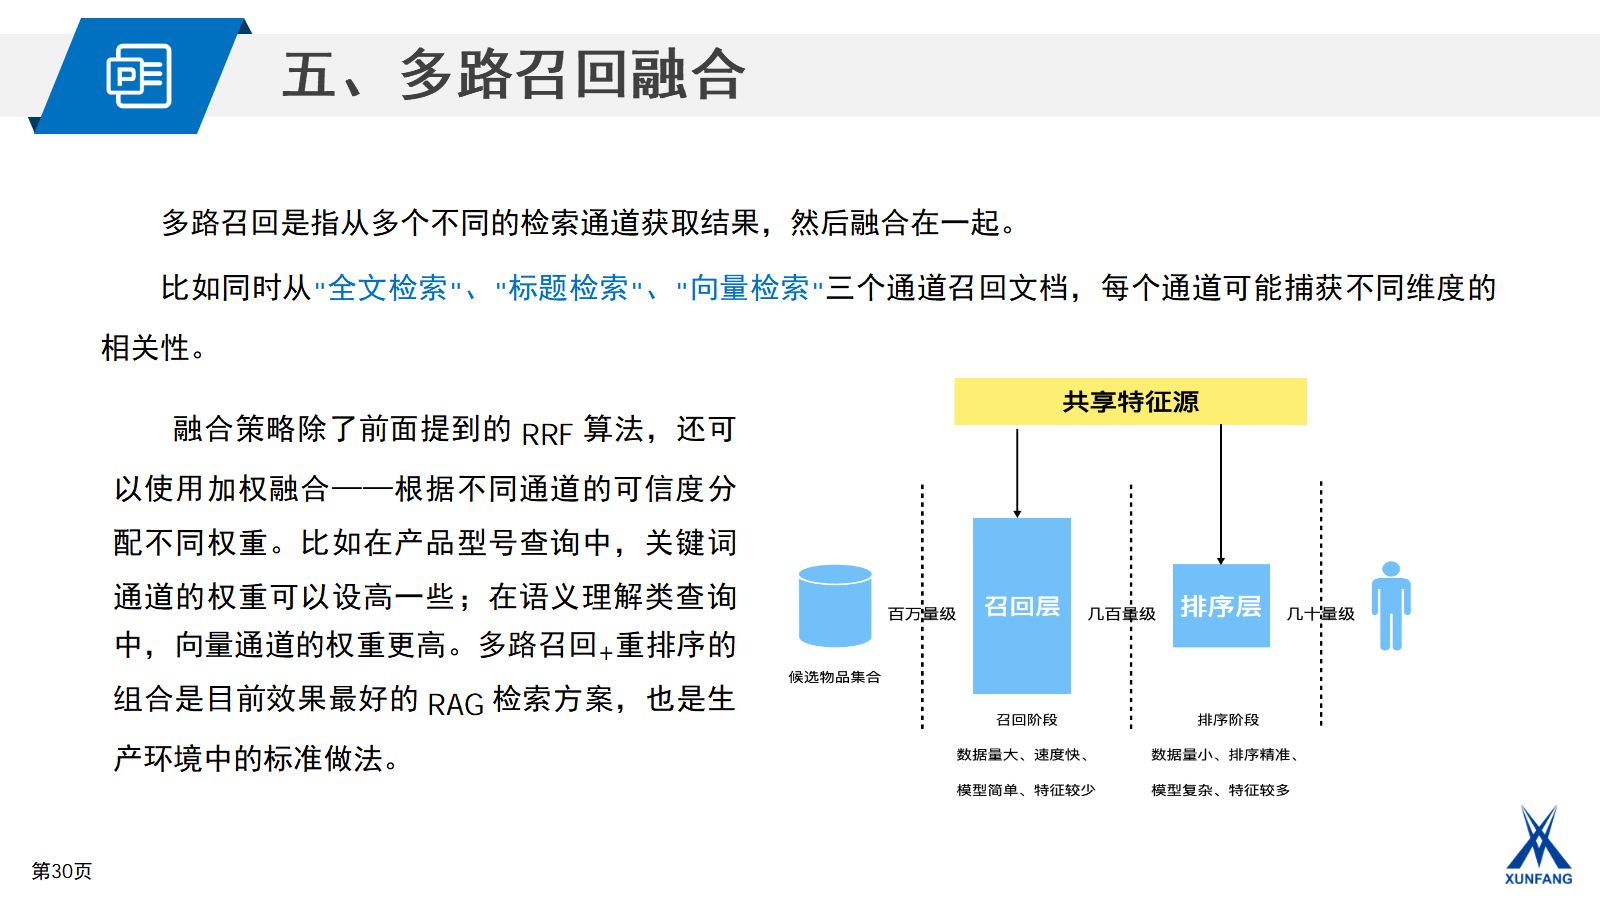 五、多路召回融合
多路召回是指从多个不同的检索通道获取结果，然后融合在一起。
比如同时从"全文检索"、"标题检索"、"向量检索"三个通道召回文档，每个通道可能捕获不同维度的
相关性。
融合策略除了前面提到的 RRF 算法，还可
以使用加权融合——根据不同通道的可信度分
配不同权重。比如在产品型号查询中，关键词
通道的权重可以设高一些；在语义理解类查询
中，向量通道的权重更高。多路召回+重排序的
组合是目前效果最好的 RAG 检索方案，也是生
产环境中的标准做法。
共享特征源
百万量级
召回层
几百量级
排序层
几十量级
候选物品集合
召回阶段
数据量大、速度快、
模型简单、特征较少
排序阶段
数据量小、排序精准、
模型复杂、特征较多
第30页
XUNFANG